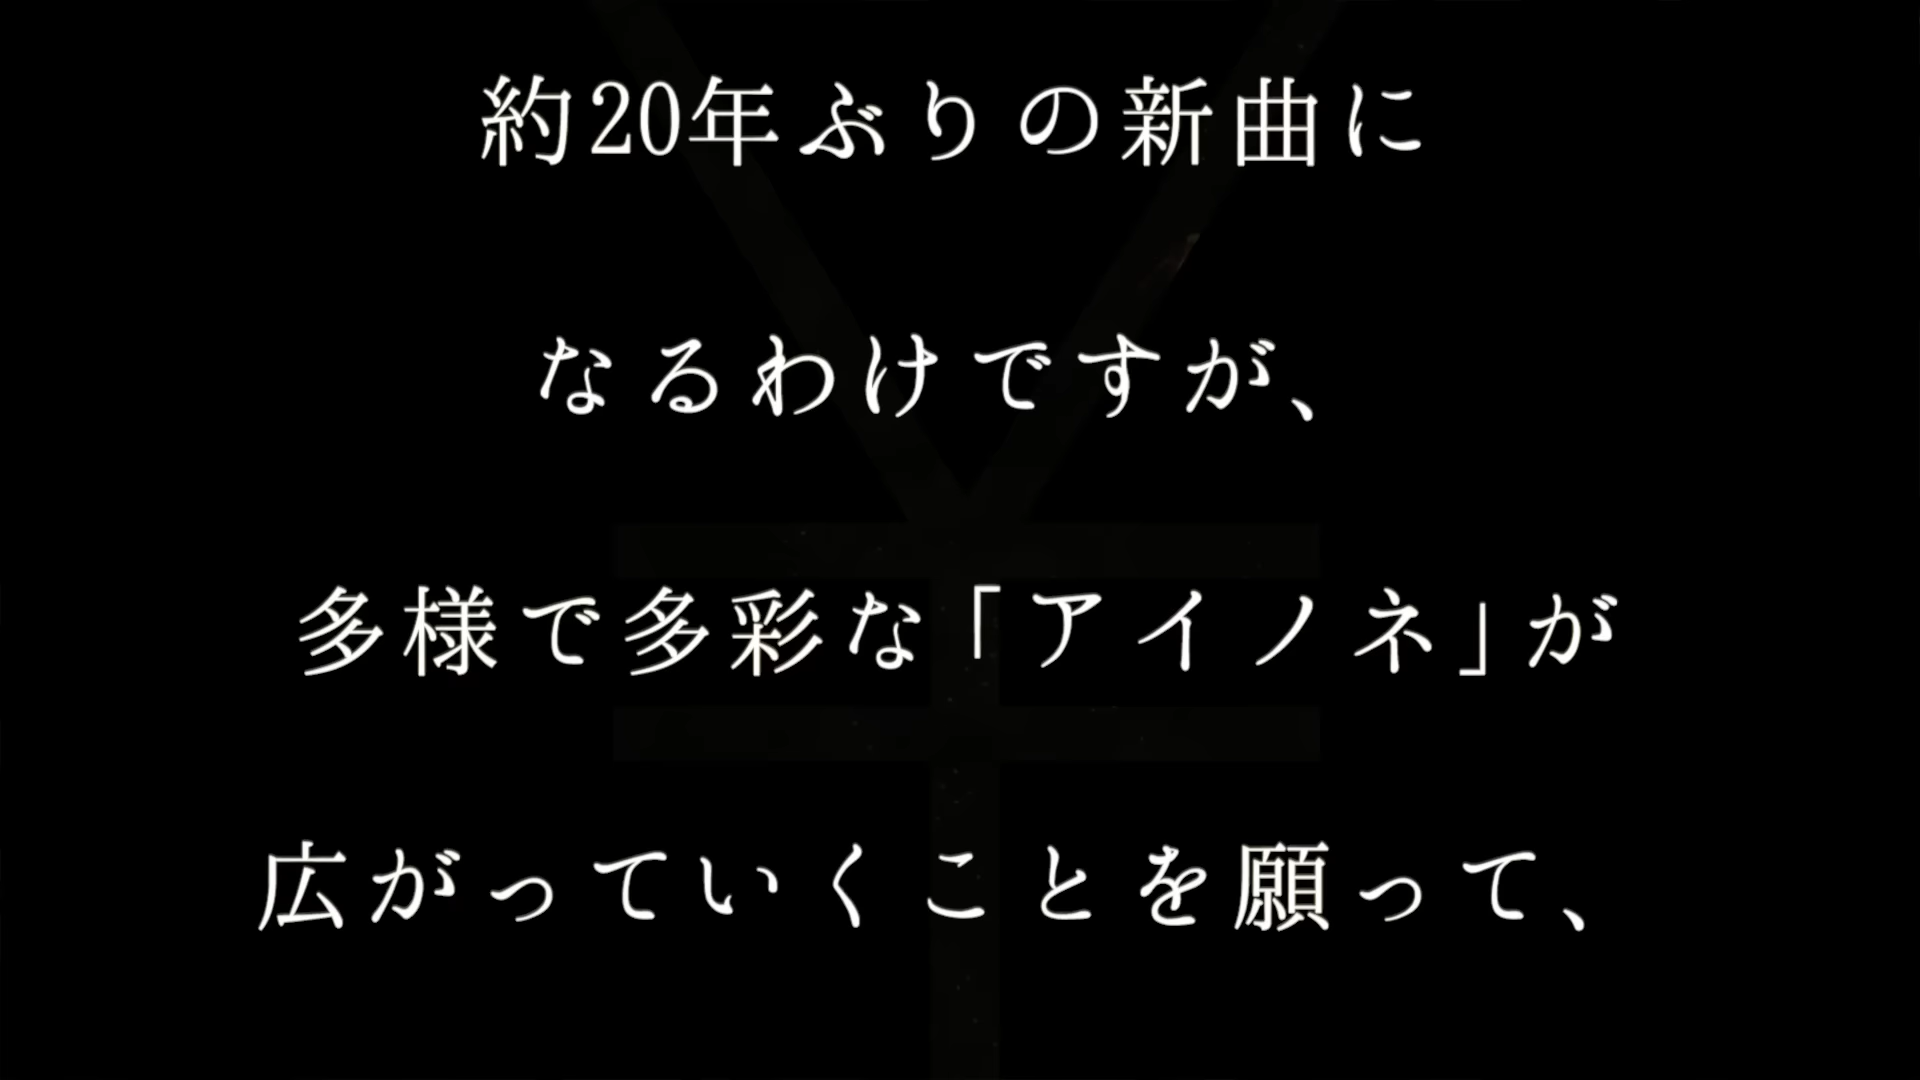 約20年ぶりの新曲に
なるわけですが、
多様で多彩な「アイノネ」が
広がっていくことを願って、